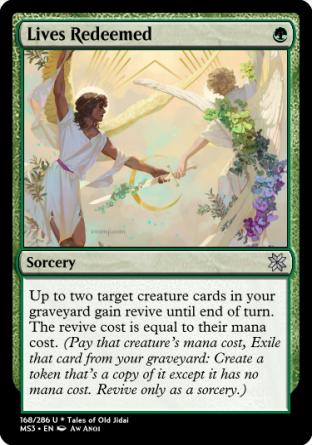 Lives Redeemed
Sorcery
Up to two target creature cards in your
graveyard gain revive until end of turn.
The revive cost is equal to their mana
cost. (Pay that creature's mana cost, Exile
that card from your graveyard: Create a
token that's a copy of it except it has no
mana cost. Revive only as a sorcery.)
168/286 U * Tales of Old Jidai
MS3 • EN Aw Anoi